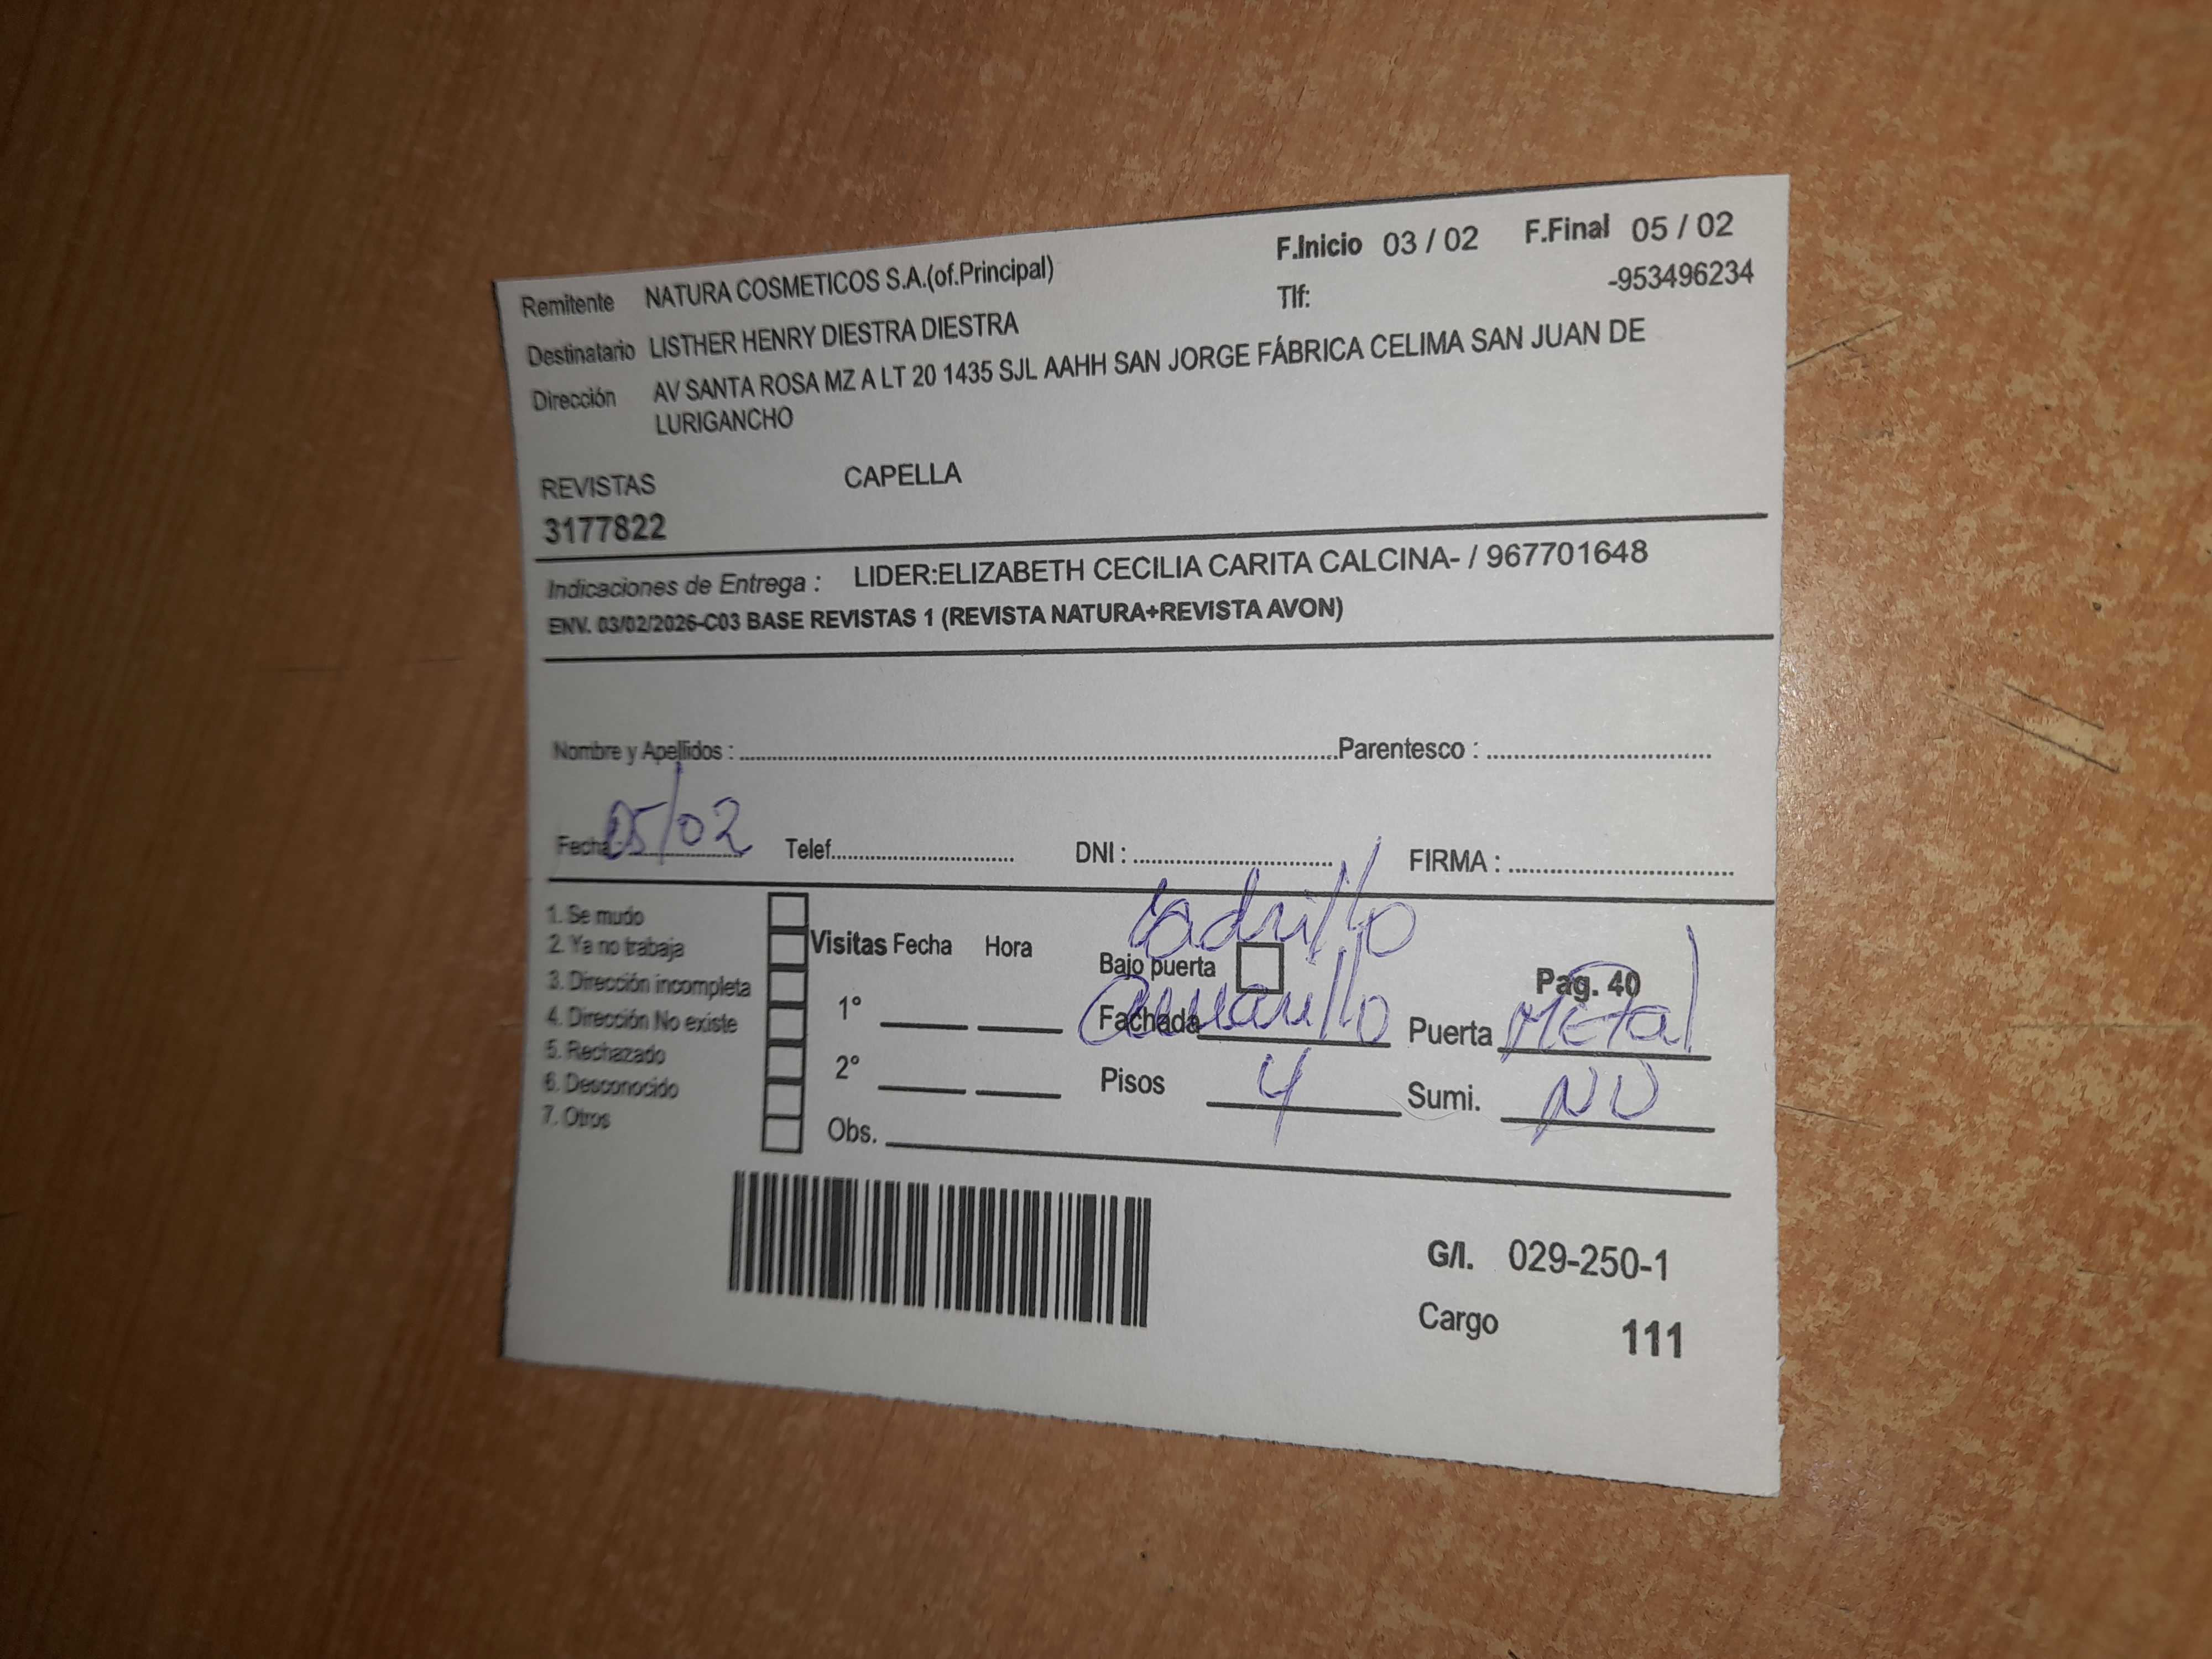 F.Inicio 03 / 02 F.Final 05 / 02
Remitente NATURA COSMETICOS S.A.(of.Principal) Tlf: -953496234
Destinatario LISTHER HENRY DIESTRA DIESTRA
Dirección AV SANTA ROSA MZ A LT 20 1435 SJL AAHH SAN JORGE FÁBRICA CELIMA SAN JUAN DE
LURIGANCHO
REVISTAS CAPELLA
3177822
Indicaciones de Entrega : LIDER:ELIZABETH CECILIA CARITA CALCINA- / 967701648
ENV. 03/02/2026-C03 BASE REVISTAS 1 (REVISTA NATURA+REVISTA AVON)
Nombre y Apellidos : Parentesco :
Fecha 05/02 Telef. DNI : FIRMA :
1. Se mudo
2. Ya no trabaja
3. Dirección incompleta
4. Dirección No existe
5. Rechazado
6. Desconocido
7. Otros
Visitas Fecha Hora
1°
2°
Obs.
Ladrillo
Bajo puerta
Pag. 40
Fachada Amarillo Puerta Metal
Pisos 4 Sumi. NO
G/I. 029-250-1
Cargo 111